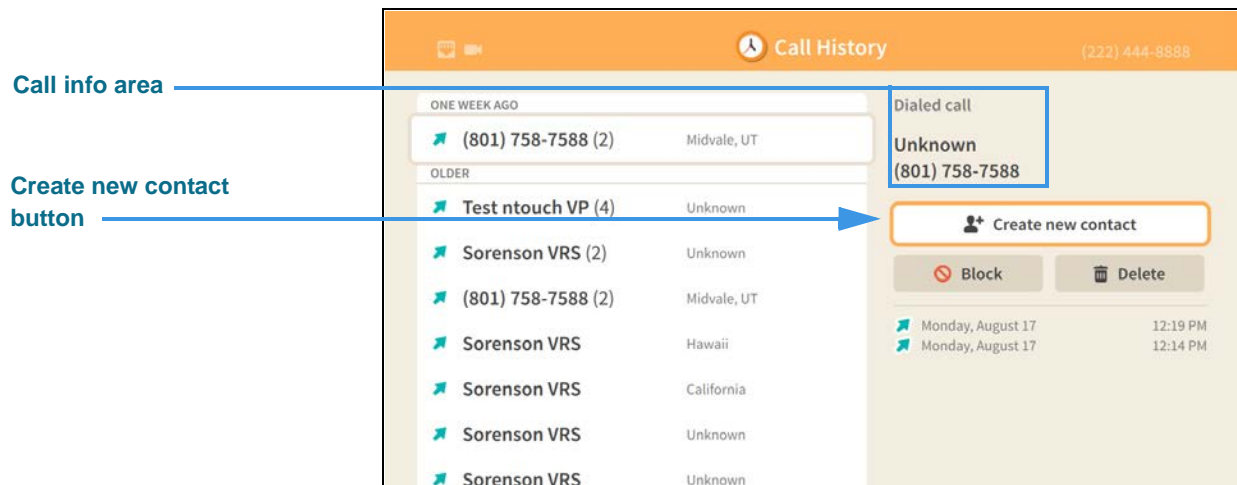 Call History
(222) 444-8888
Call info area
ONE WEEK AGO
(801) 758-7588 (2) Midvale, UT
OLDER
Test ntouch VP (4) Unknown
Sorenson VRS (2) Unknown
(801) 758-7588 (2) Midvale, UT
Sorenson VRS Hawaii
Sorenson VRS California
Sorenson VRS Unknown
Sorenson VRS Unknown
Dialed call
Unknown
(801) 758-7588
Create new contact
button
Create new contact
Block Delete
Monday, August 17 12:19 PM
Monday, August 17 12:14 PM